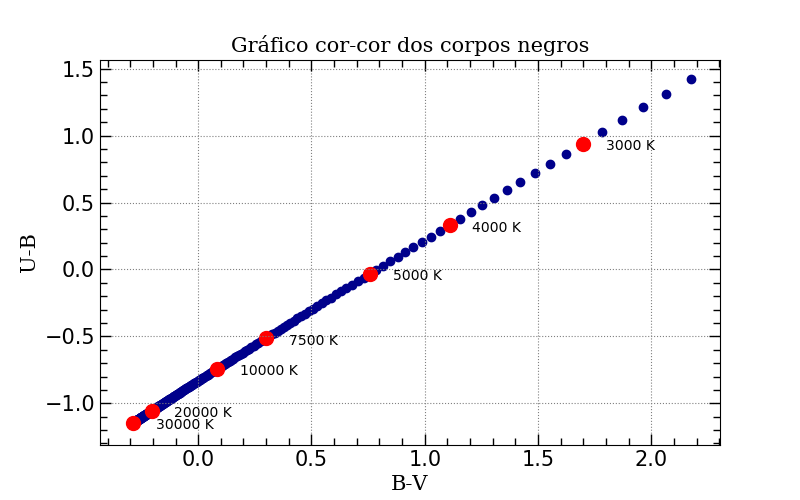 Gráfico cor-cor dos corpos negros
1.5
1.0
0.5
0.0
−0.5
−1.0
U-B
3000 K
4000 K
5000 K
7500 K
10000 K
20000 K
30000 K
0.0 0.5 1.0 1.5 2.0
B-V